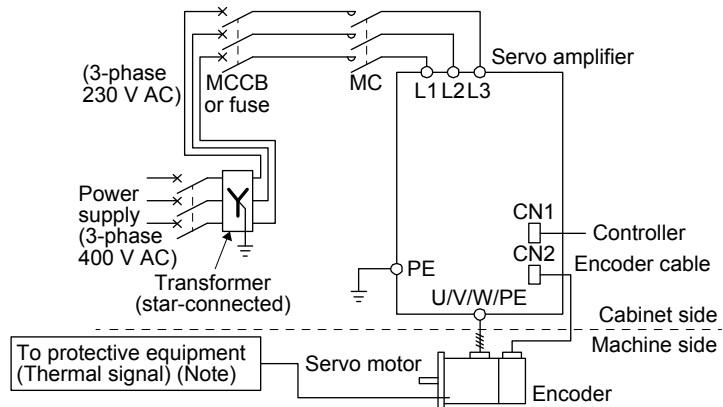 (3-phase
230 V AC)
MCCB
or fuse
MC
L1 L2 L3
Servo amplifier
Power
supply
(3-phase
400 V AC)
Transformer
(star-connected)
PE
CN1
Controller
CN2
Encoder cable
U/V/W/PE
Cabinet side
Machine side
To protective equipment
(Thermal signal) (Note)
Servo motor
Encoder